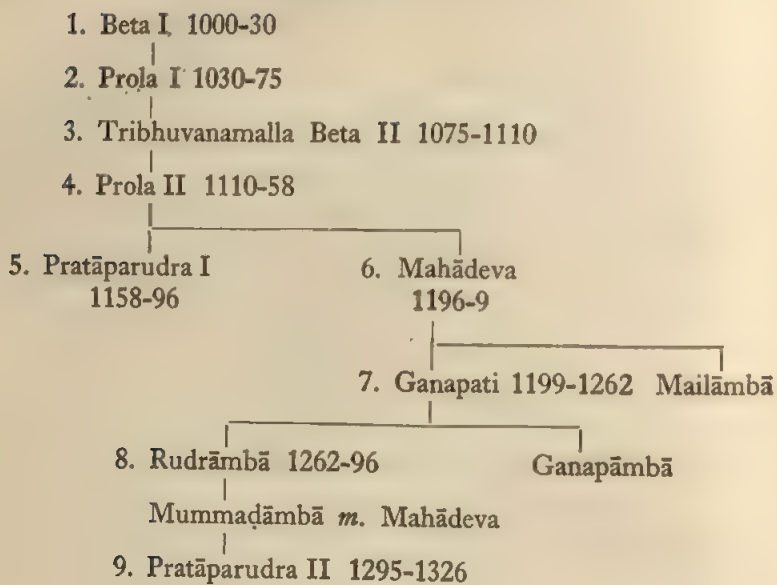 1. Beta I 1000-30
2. Prola I 1030-75
3. Tribhuvanamalla Beta II 1075-1110
4. Prola II 1110-58
5. Pratāparudra I 6. Mahādeva
1158-96 1196-9
7. Ganapati 1199-1262 Mailāmbā
8. Rudrāmbā 1262-96 Ganapāmbā
Mummaḍāmbā m. Mahādeva
9. Pratāparudra II 1295-1326